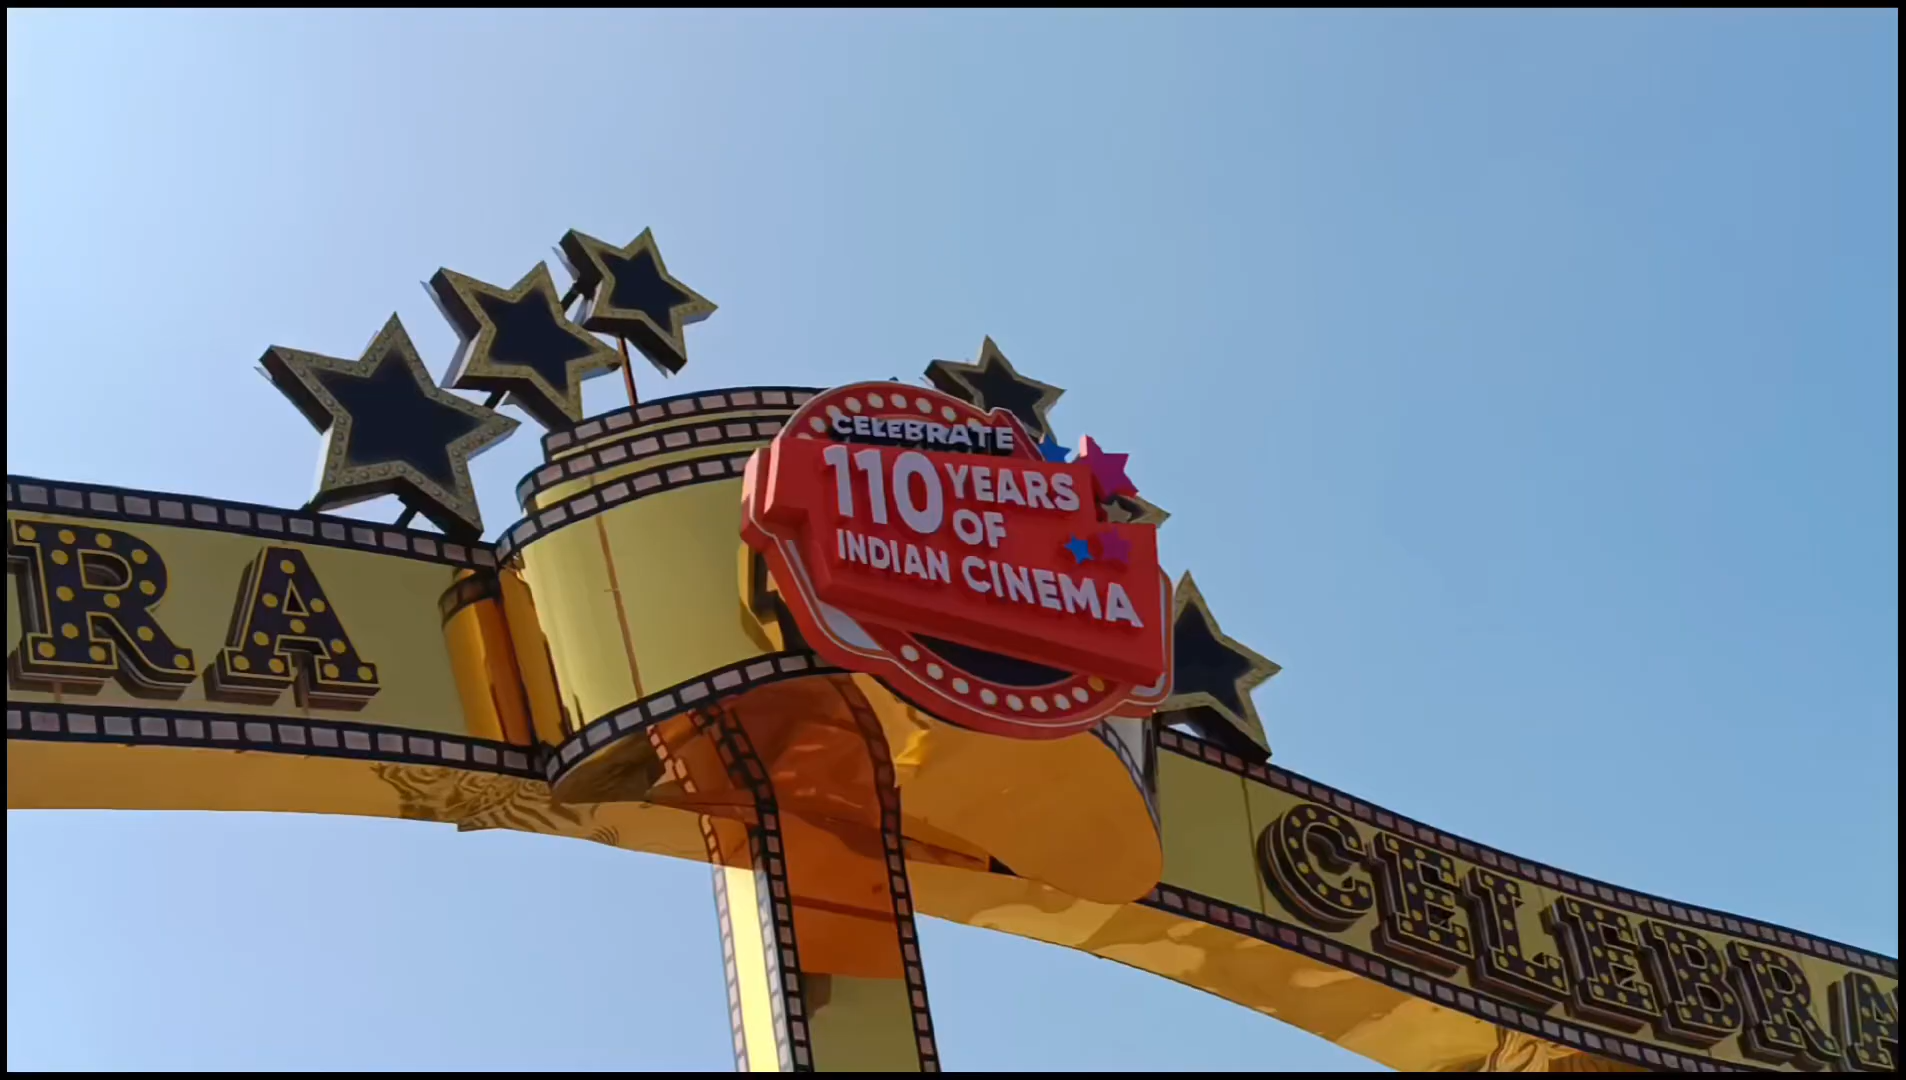 RA
CELEBRATE
110 YEARS
OF
INDIAN CINEMA
CELEBRA